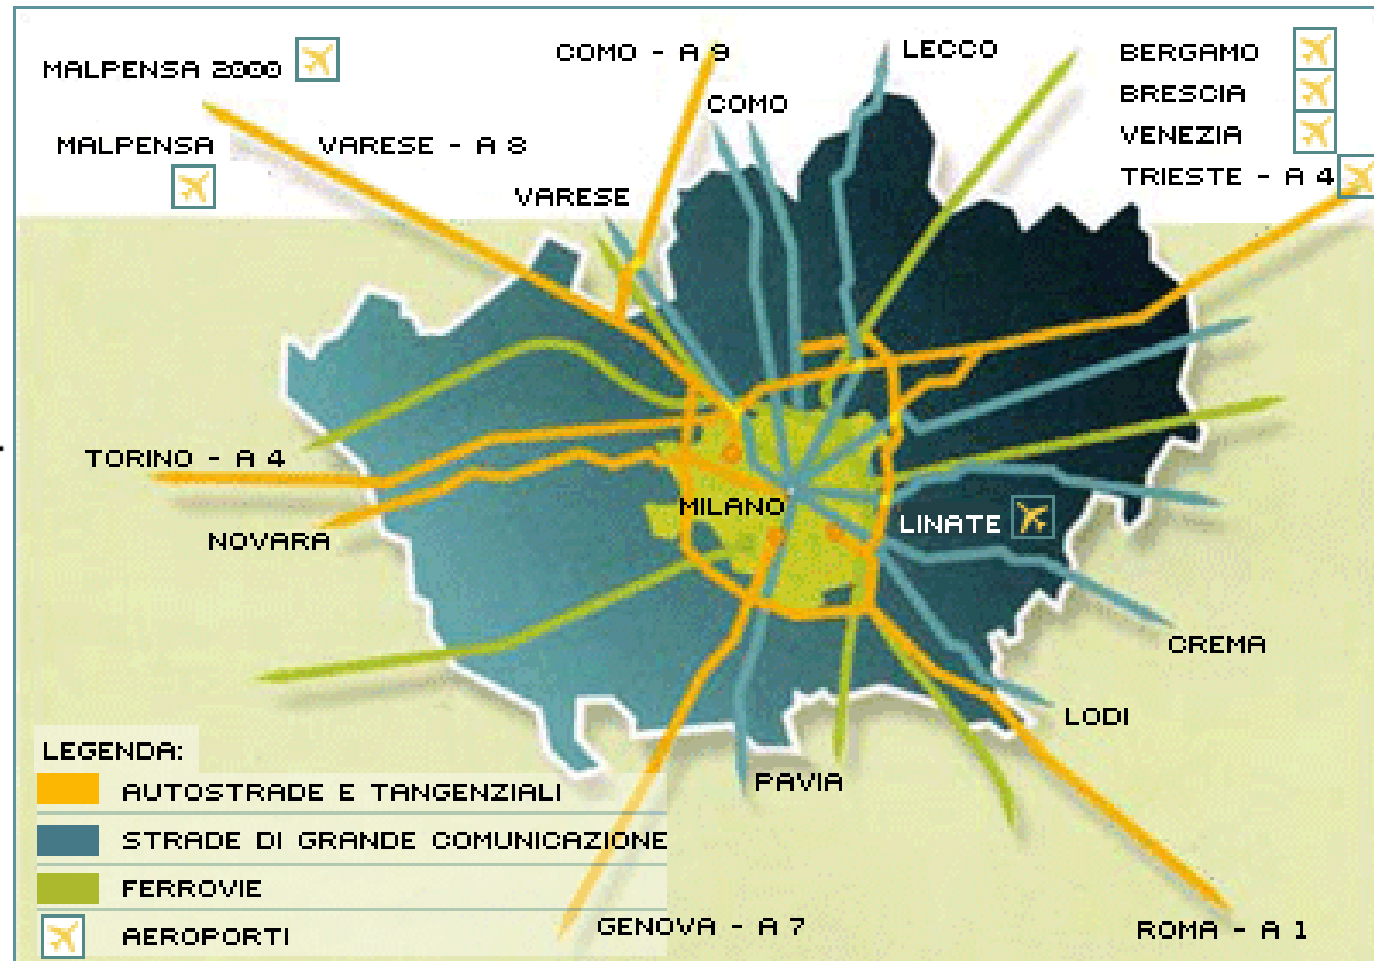 MALPENSA 2000
COMO - A 9
LECCO
BERGAMO
BRESCIA
VENEZIA
TRIESTE - A 4
COMO
MALPENSA
VARESE - A 8
VARESE
TORINO - A 4
NOVARA
MILANO
LINATE
CREMA
LODI
PAVIA
GENOVA - A 7
ROMA - A 1
LEGENDA:
AUTOSTRADE E TANGENZIALI
STRADE DI GRANDE COMUNICAZIONE
FERROVIE
AEROPORTI